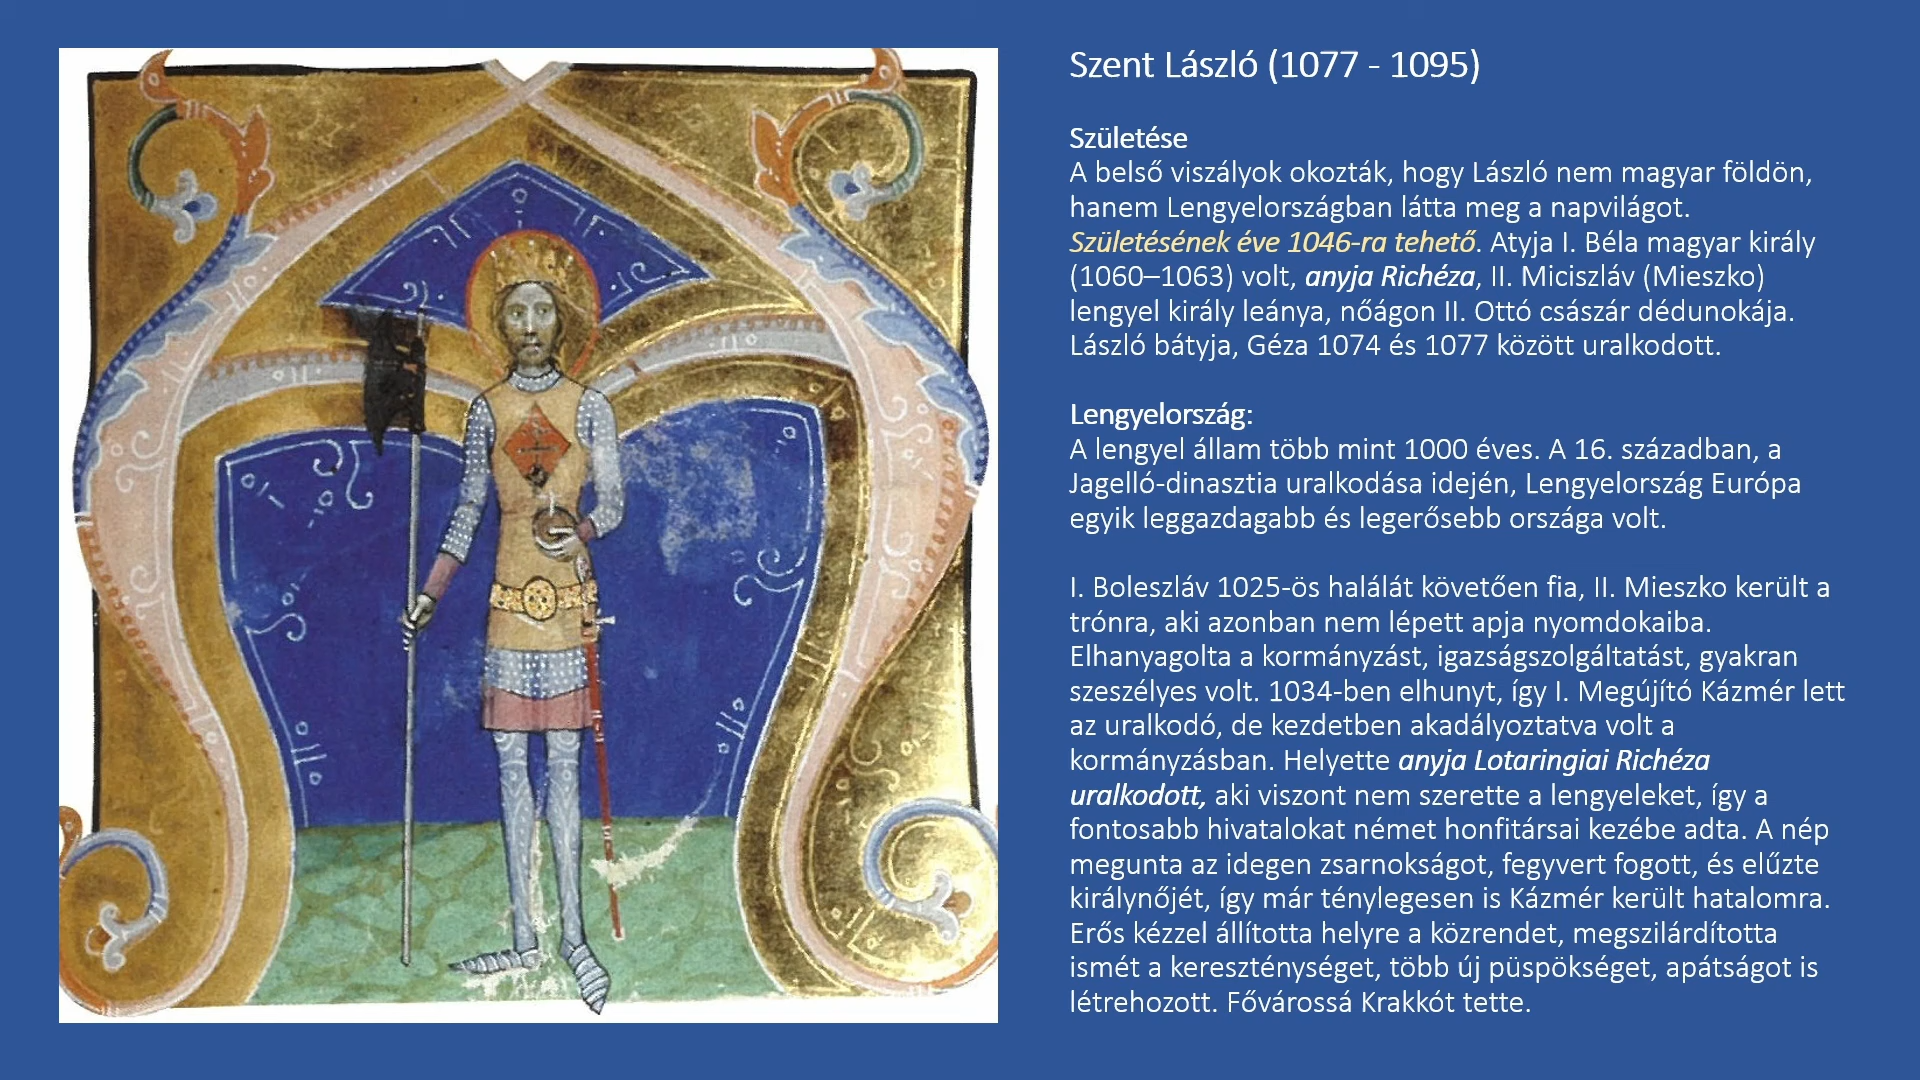 Szent László (1077 - 1095)
Születése
A belső viszályok okozták, hogy László nem magyar földön,
hanem Lengyelországban látta meg a napvilágot.
Születésének éve 1046-ra tehető. Atyja I. Béla magyar király
(1060–1063) volt, anyja Richéza, II. Miciszláv (Mieszko)
lengyel király leánya, nőágon II. Ottó császár dédunokája.
László bátyja, Géza 1074 és 1077 között uralkodott.
Lengyelország:
A lengyel állam több mint 1000 éves. A 16. században, a
Jagelló-dinasztia uralkodása idején, Lengyelország Európa
egyik leggazdagabb és legerősebb országa volt.
I. Boleszláv 1025-ös halálát követően fia, II. Mieszko került a
trónra, aki azonban nem lépett apja nyomdokaiba.
Elhanyagolta a kormányzást, igazságszolgáltatást, gyakran
szeszélyes volt. 1034-ben elhunyt, így I. Megújító Kázmér lett
az uralkodó, de kezdetben akadályoztatva volt a
kormányzásban. Helyette anyja Lotaringiai Richéza
uralkodott, aki viszont nem szerette a lengyeleket, így a
fontosabb hivatalokat német honfitársai kezébe adta. A nép
megunta az idegen zsarnokságot, fegyvert fogott, és elűzte
királynőjét, így már ténylegesen is Kázmér került hatalomra.
Erős kézzel állította helyre a közrendet, megszilárdította
ismét a kereszténységet, több új püspökséget, apátságot is
létrehozott. Fővárossá Krakkót tette.